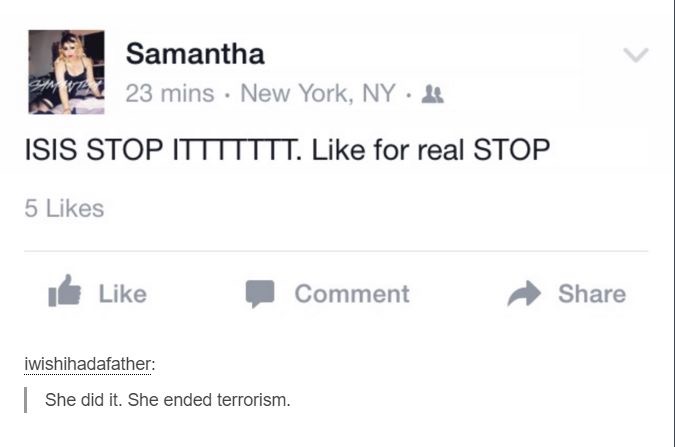 Samantha
23 mins · New York, NY ·
ISIS STOP ITTTTTTT. Like for real STOP
5 Likes
Like Comment Share
iwishihadafather:
She did it. She ended terrorism.